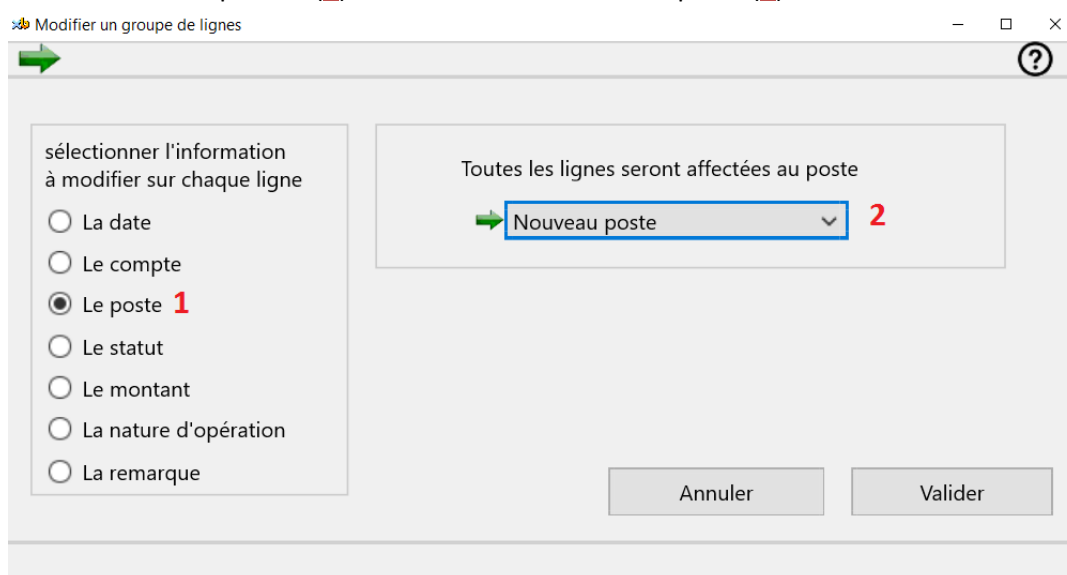 Modifier un groupe de lignes
?
sélectionner l'information
à modifier sur chaque ligne
La date
Le compte
Le poste 1
Le statut
Le montant
La nature d'opération
La remarque
Toutes les lignes seront affectées au poste
Nouveau poste 2
Annuler
Valider